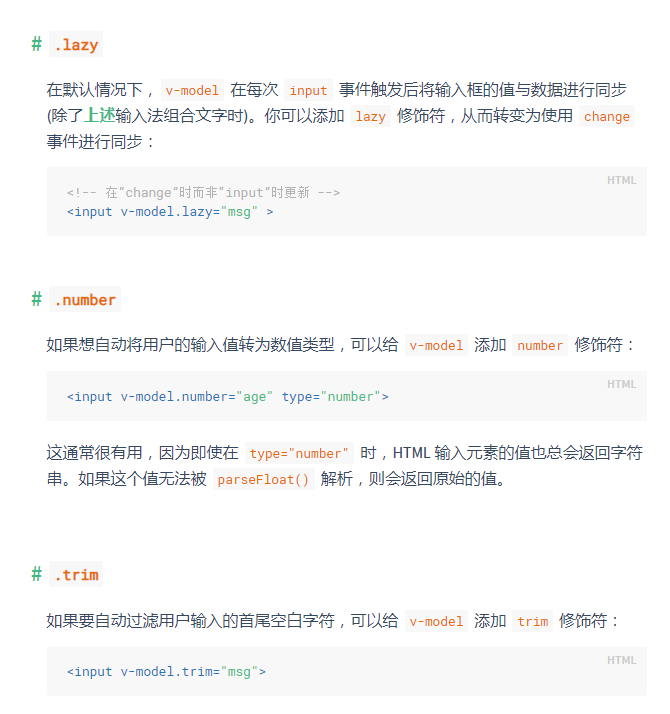 # .lazy
在默认情况下，v-model 在每次 input 事件触发后将输入框的值与数据进行同步
(除了上述输入法组合文字时)。你可以添加 lazy 修饰符，从而转变为使用 change
事件进行同步：
HTML
<!-- 在“change”时而非“input”时更新 -->
<input v-model.lazy="msg" >
# .number
如果想自动将用户的输入值转为数值类型，可以给 v-model 添加 number 修饰符：
HTML
<input v-model.number="age" type="number">
这通常很有用，因为即使在 type="number" 时，HTML 输入元素的值也总会返回字符
串。如果这个值无法被 parseFloat() 解析，则会返回原始的值。
# .trim
如果要自动过滤用户输入的首尾空白字符，可以给 v-model 添加 trim 修饰符：
HTML
<input v-model.trim="msg">